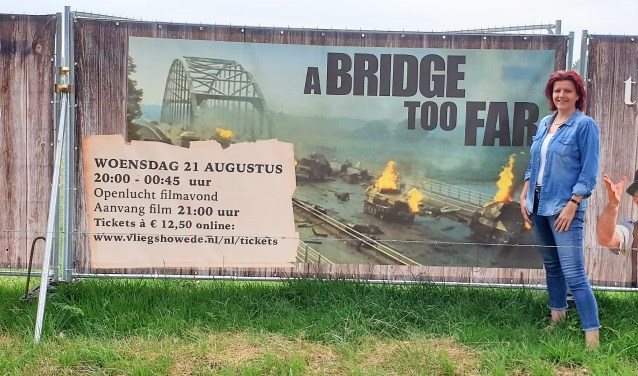 A BRIDGE
TOO FAR
WOENSDAG 21 AUGUSTUS
20:00 - 00:45 uur
Openlucht filmavond
Aanvang film 21:00 uur
Tickets à € 12,50 online:
www.vliegshowede.nl/nl/tickets